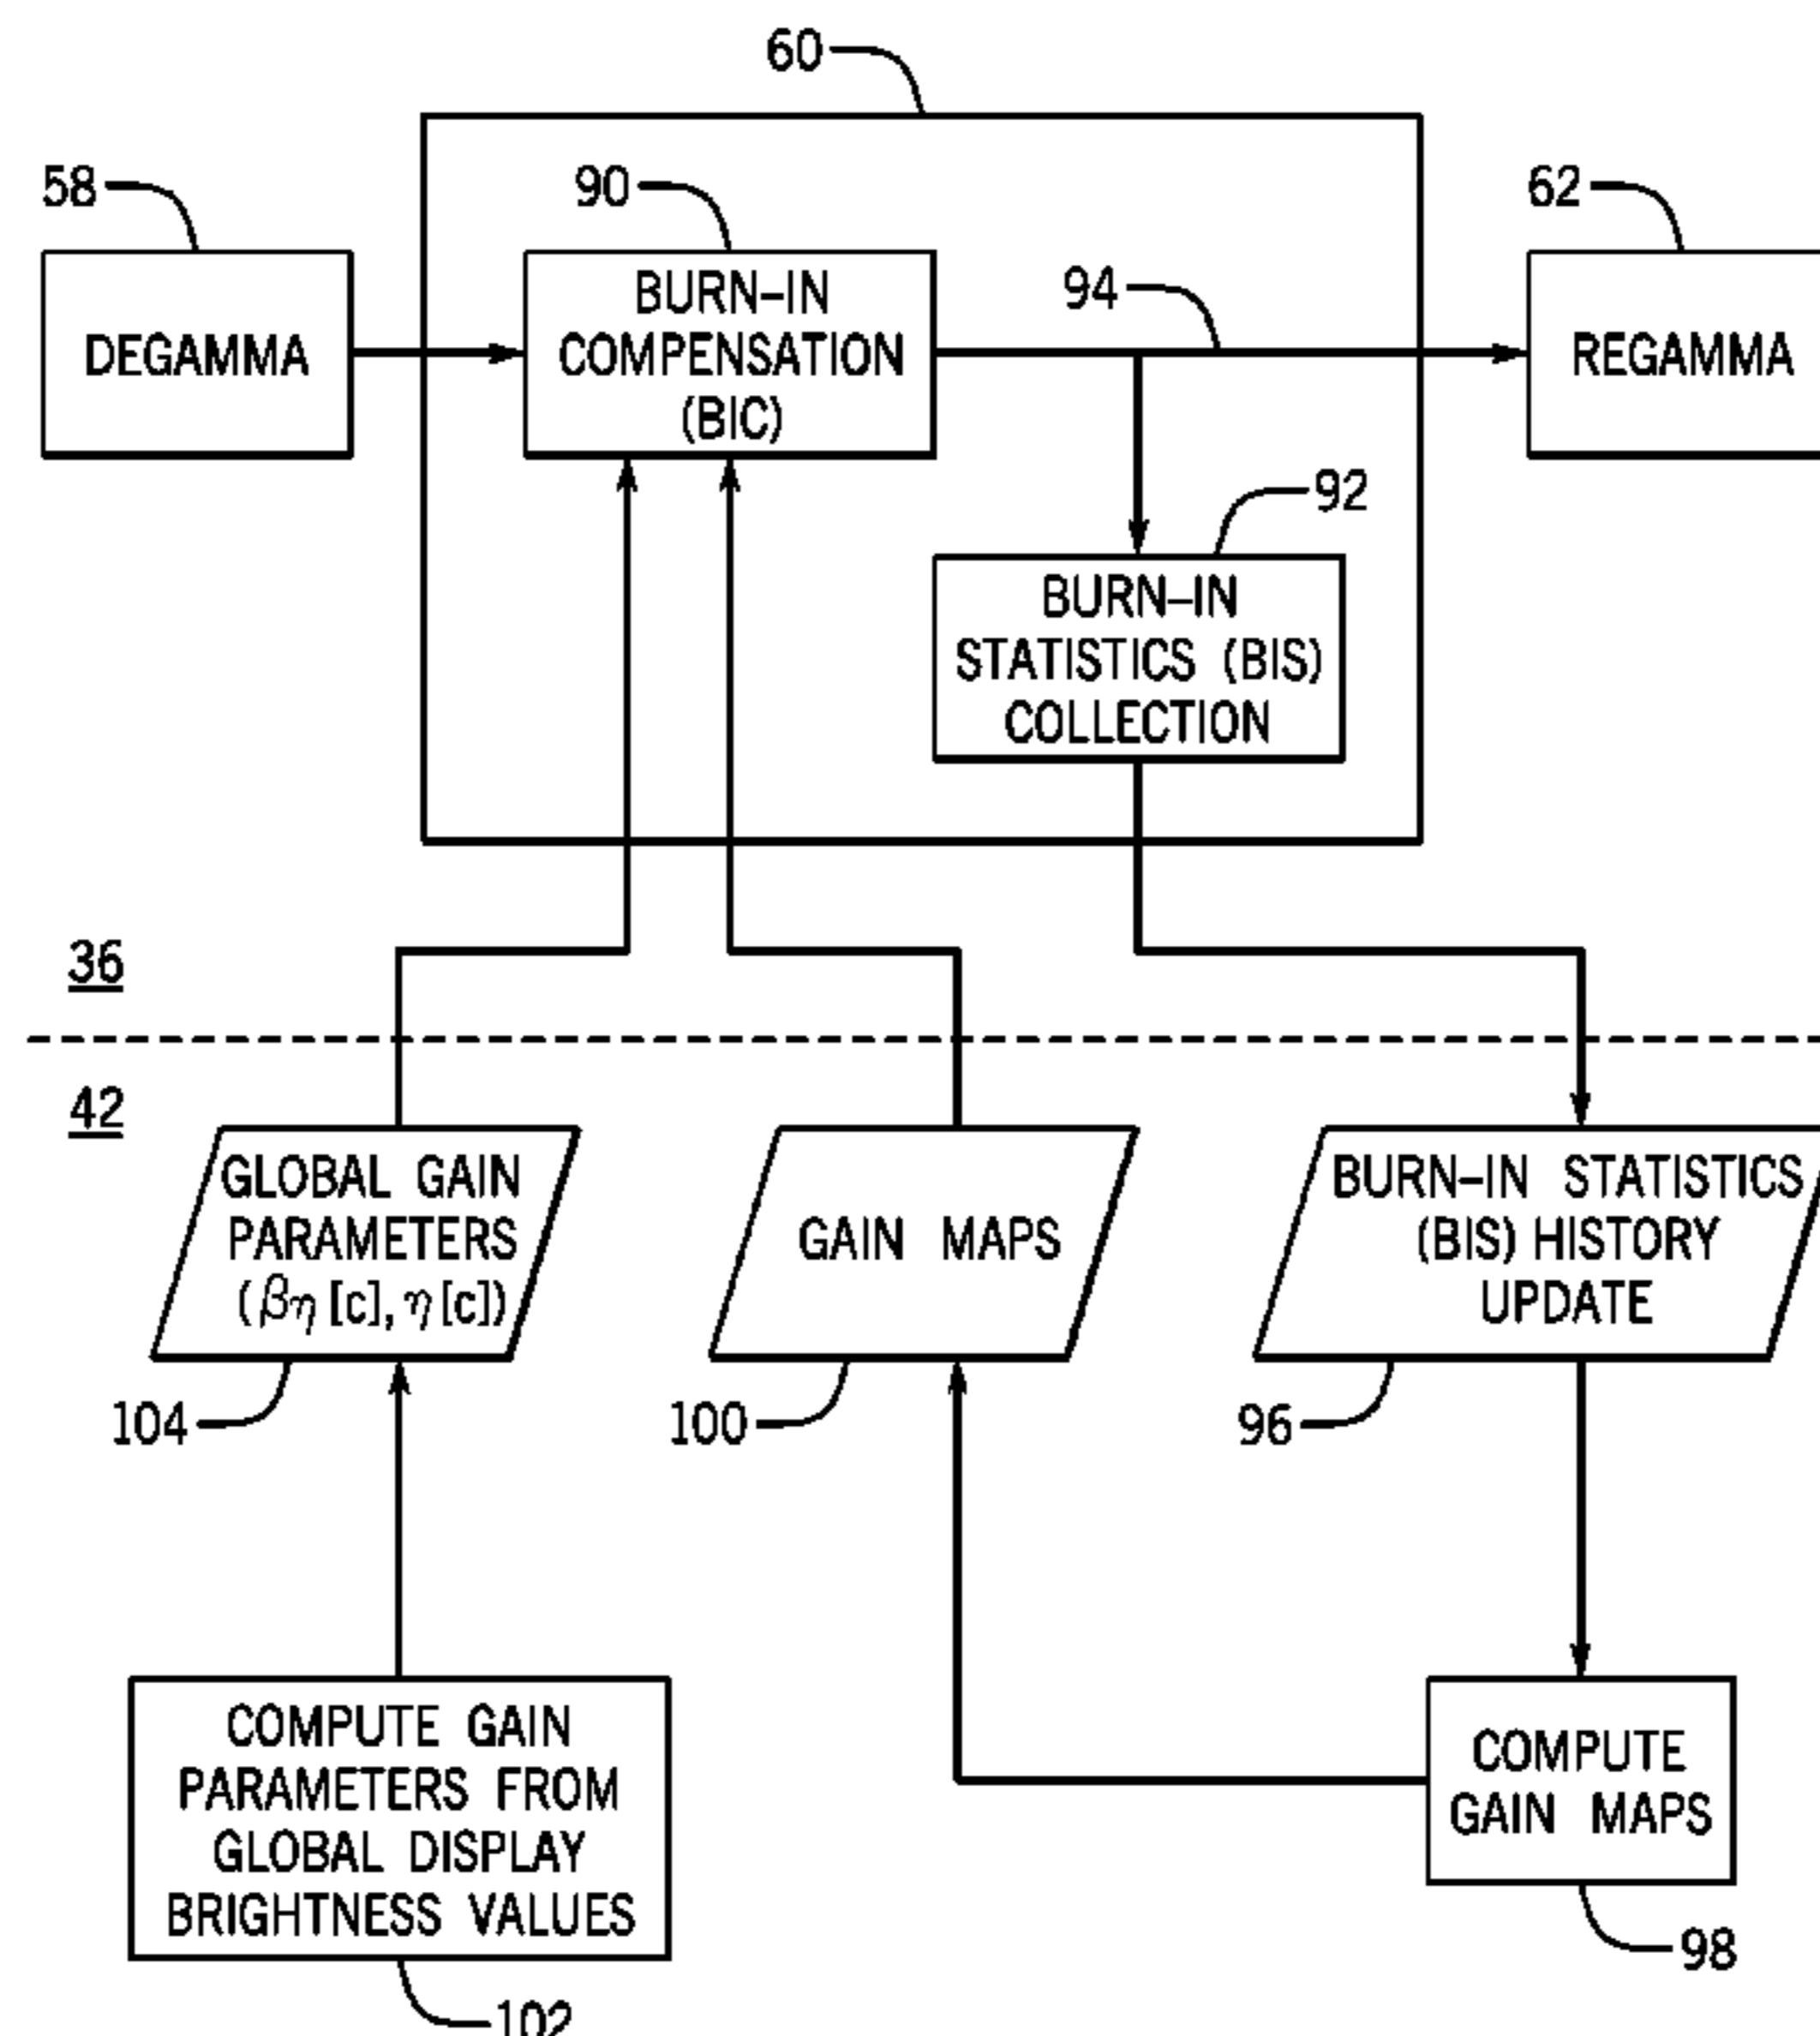 60
58
90
62
94
DEGAMMA
BURN-IN
COMPENSATION
(BIC)
REGAMMA
92
BURN-IN
STATISTICS (BIS)
COLLECTION
36
42
GLOBAL GAIN
PARAMETERS
(βη [c], η [c])
GAIN MAPS
BURN-IN STATISTICS
(BIS) HISTORY
UPDATE
104
100
96
COMPUTE GAIN
PARAMETERS FROM
GLOBAL DISPLAY
BRIGHTNESS VALUES
COMPUTE
GAIN MAPS
98
102